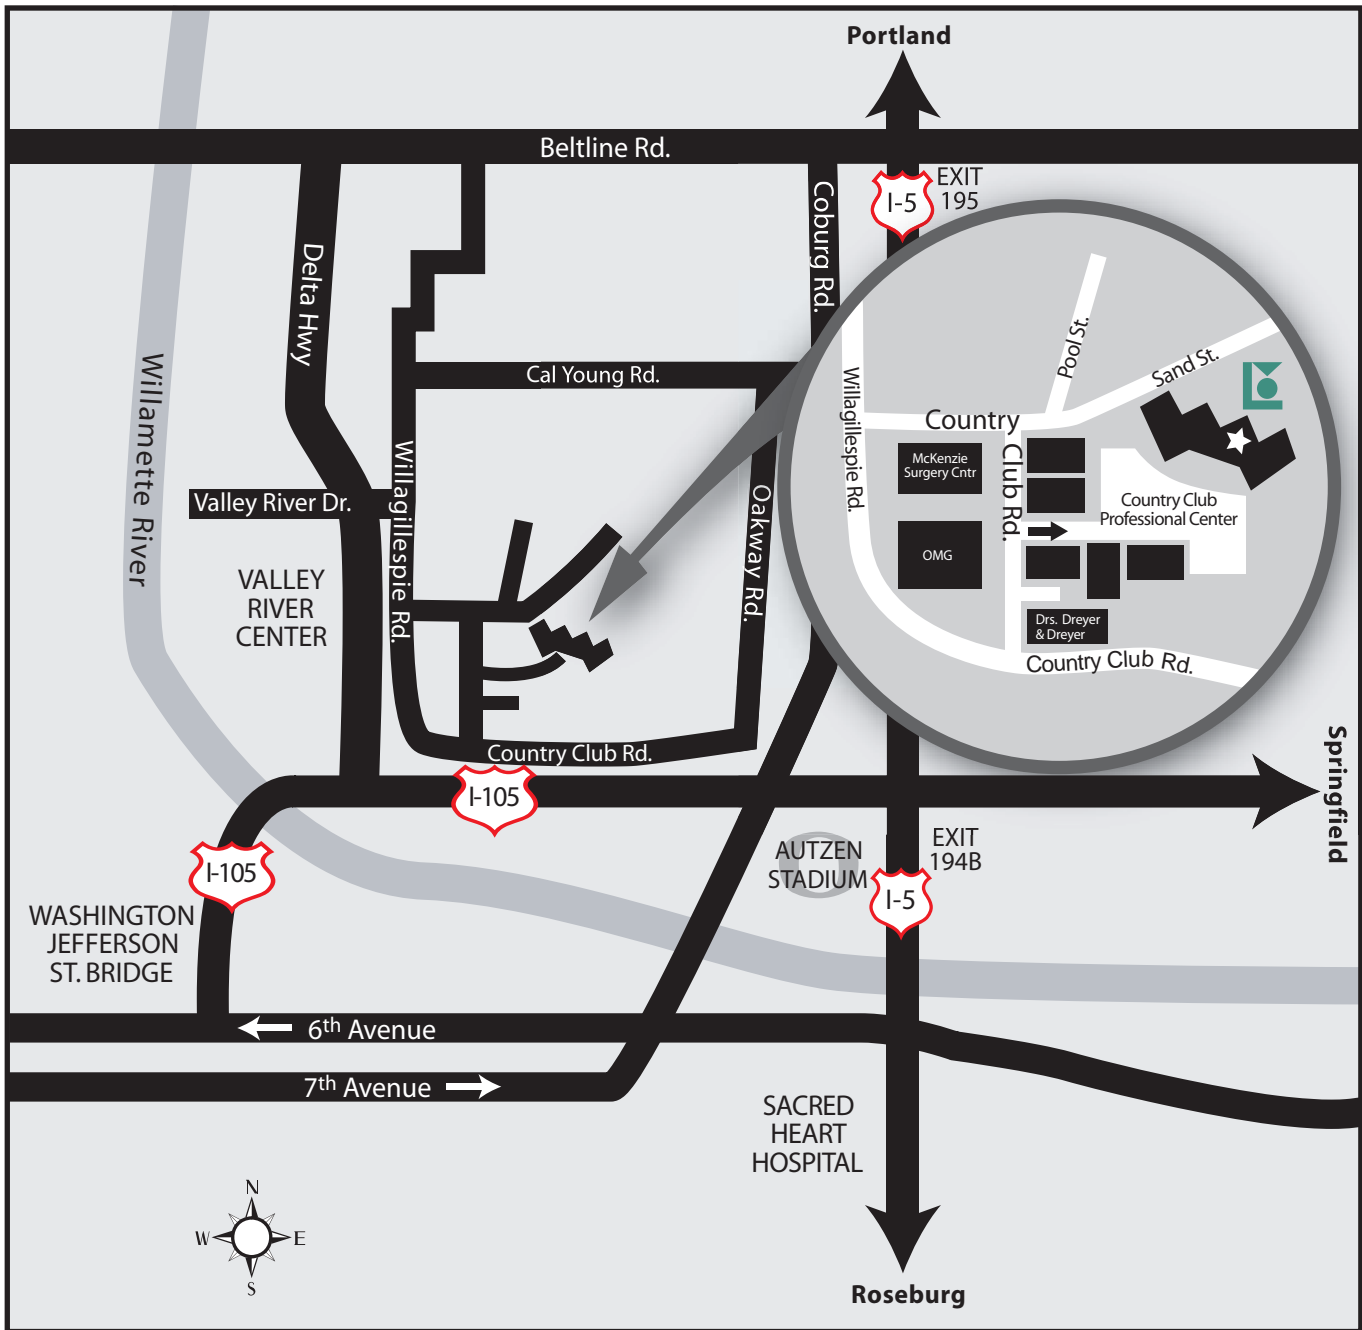 Portland
Beltline Rd.
I-5
EXIT
195
Coburg Rd.
Delta Hwy
Willamette River
Cal Young Rd.
Willagillespie Rd.
Valley River Dr.
Oakway Rd.
VALLEY
RIVER
CENTER
Country Club Rd.
Pool St.
Sand St.
Willagillespie Rd.
Country
Club Rd.
McKenzie
Surgery Cntr
OMG
Country Club
Professional Center
Drs. Dreyer
& Dreyer
Country Club Rd.
Springfield
I-105
I-105
AUTZEN
STADIUM
EXIT
194B
I-5
WASHINGTON
JEFFERSON
ST. BRIDGE
6th Avenue
7th Avenue
SACRED
HEART
HOSPITAL
N
W
E
S
Roseburg